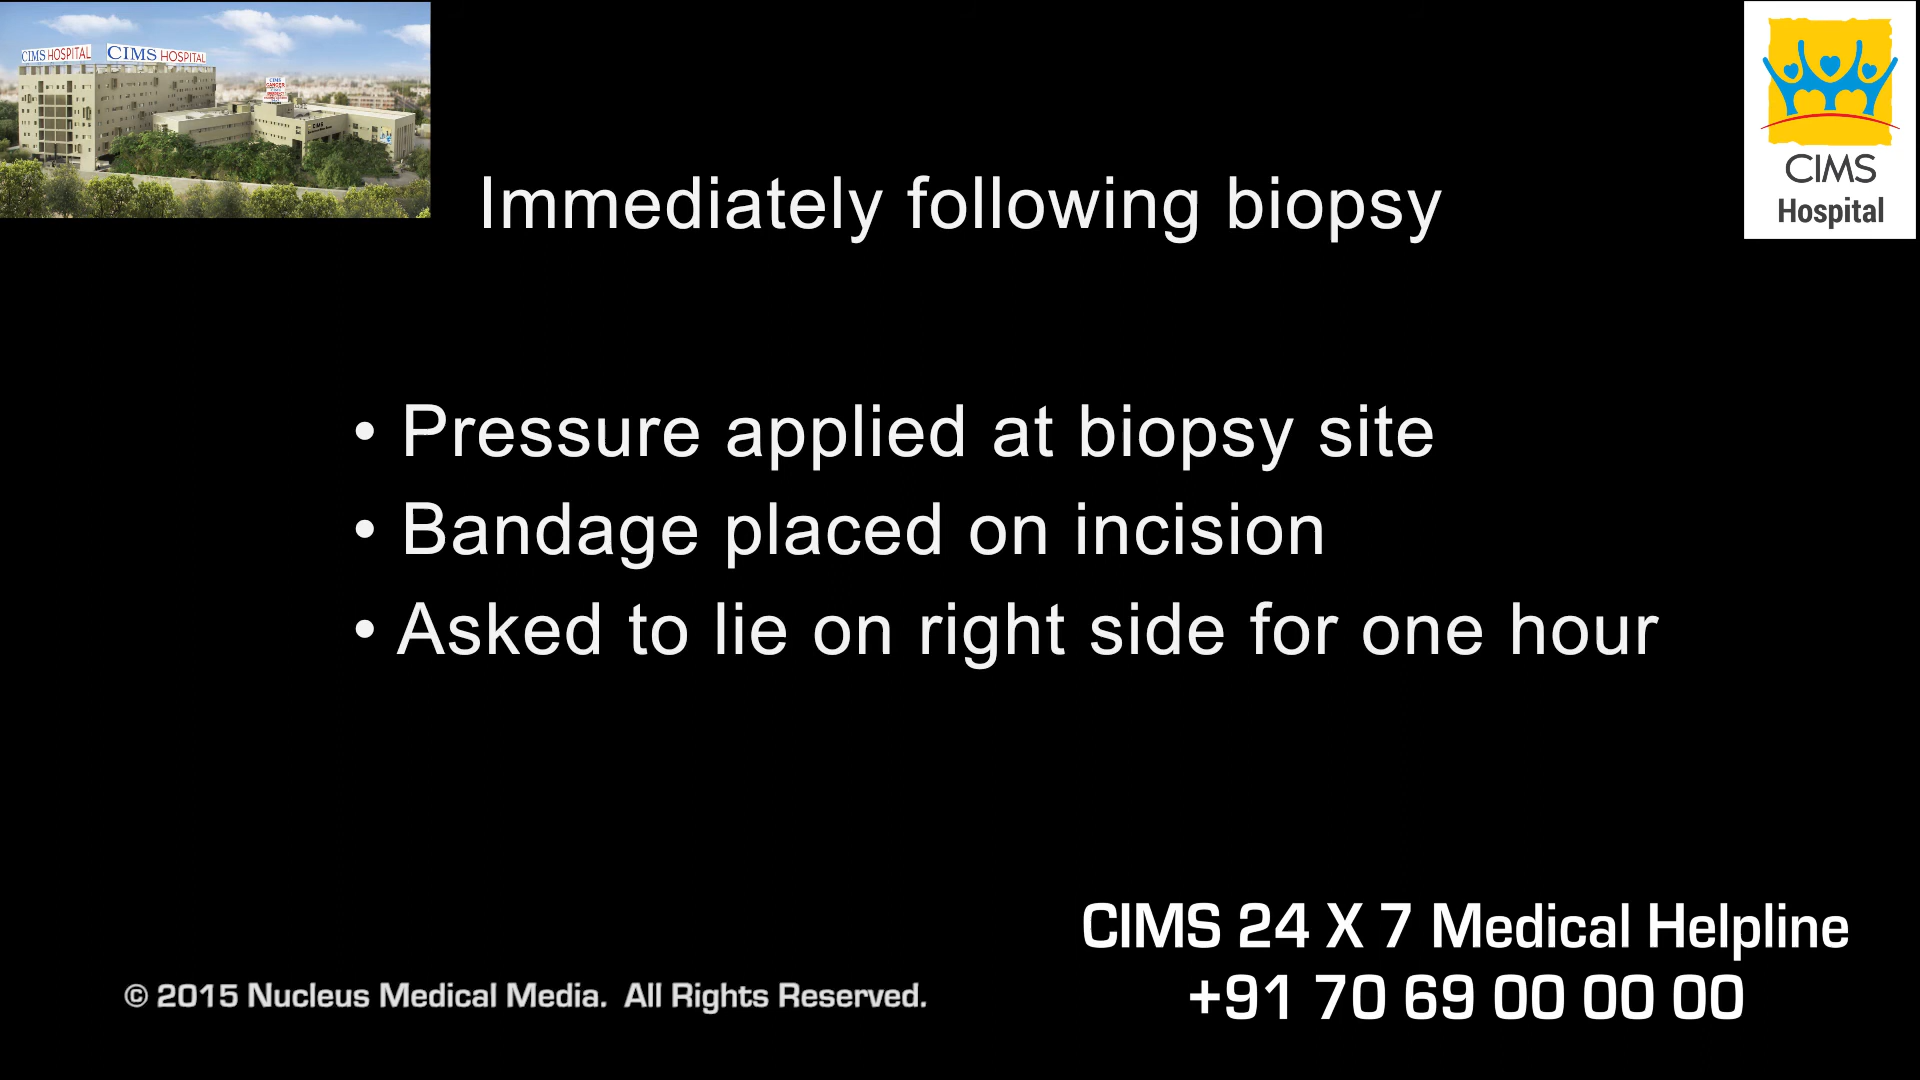 CIMS HOSPITAL CIMS HOSPITAL
CIMS
Hospital
Immediately following biopsy
• Pressure applied at biopsy site
• Bandage placed on incision
• Asked to lie on right side for one hour
CIMS 24 X 7 Medical Helpline
+91 70 69 00 00 00
© 2015 Nucleus Medical Media. All Rights Reserved.